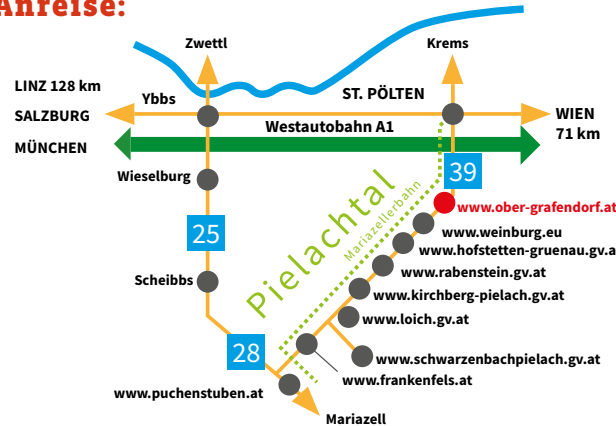 Anreise:
Zwettl
Krems
LINZ 128 km
Ybbs
ST. PÖLTEN
SALZBURG
WIEN
71 km
Westautobahn A1
MÜNCHEN
39
Wieselburg
Pielachtal
Mariazellerbahn
www.ober-grafendorf.at
www.weinburg.eu
25
www.hofstetten-gruenau.gv.a
www.rabenstein.gv.at
Scheibbs
www.kirchberg-pielach.gv.at
www.loich.gv.at
28
www.schwarzenbachpielach.gv.at
www.frankenfels.at
www.puchenstuben.at
Mariazell